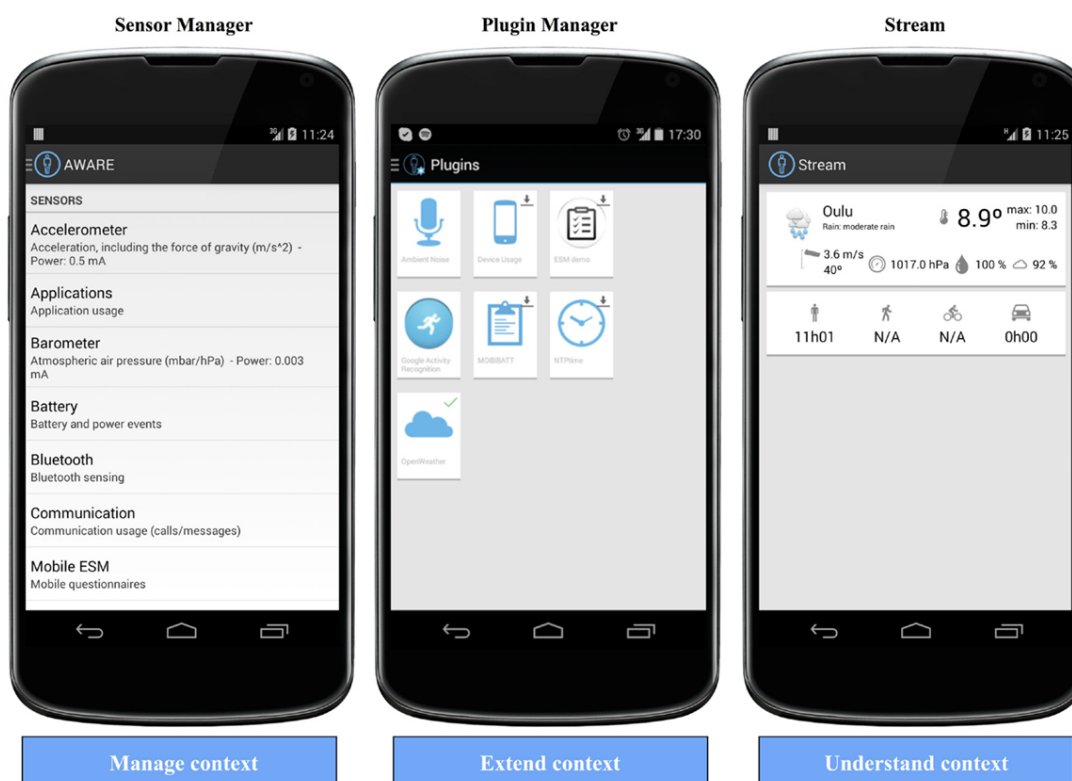 Sensor Manager
Plugin Manager
Stream
3G 11:24
AWARE
SENSORS
Accelerometer
Acceleration, including the force of gravity (m/s^2) -
Power: 0.5 mA
Applications
Application usage
Barometer
Atmospheric air pressure (mbar/hPa) - Power: 0.003
mA
Battery
Battery and power events
Bluetooth
Bluetooth sensing
Communication
Communication usage (calls/messages)
Mobile ESM
Mobile questionnaires
3G 17:30
Plugins
Ambient Noise
Device Usage
ESM demo
Google Activity
Recognition
MOBIBATT
NTPtime
OpenWeather
H 11:25
Stream
Oulu
Rain: moderate rain
8.9º
max: 10.0
min: 8.3
3.6 m/s
40º
1017.0 hPa
100 %
92 %
11h01
N/A
N/A
0h00
Manage context
Extend context
Understand context